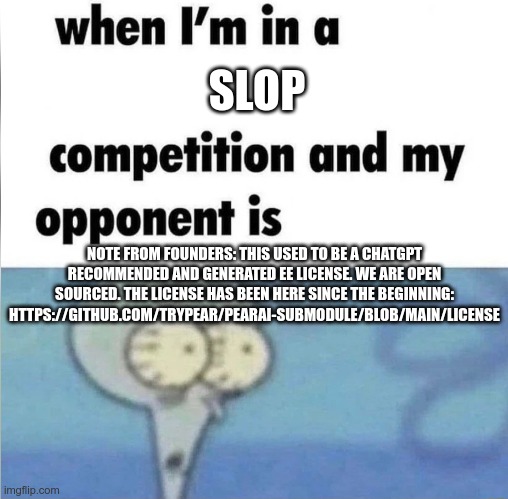 when I'm in a
SLOP
competition and my
opponent is
NOTE FROM FOUNDERS: THIS USED TO BE A CHATGPT
RECOMMENDED AND GENERATED EE LICENSE. WE ARE OPEN
SOURCED. THE LICENSE HAS BEEN HERE SINCE THE BEGINNING:
HTTPS://GITHUB.COM/TRYPEAR/PEARAI-SUBMODULE/BLOB/MAIN/LICENSE
imgflip.com